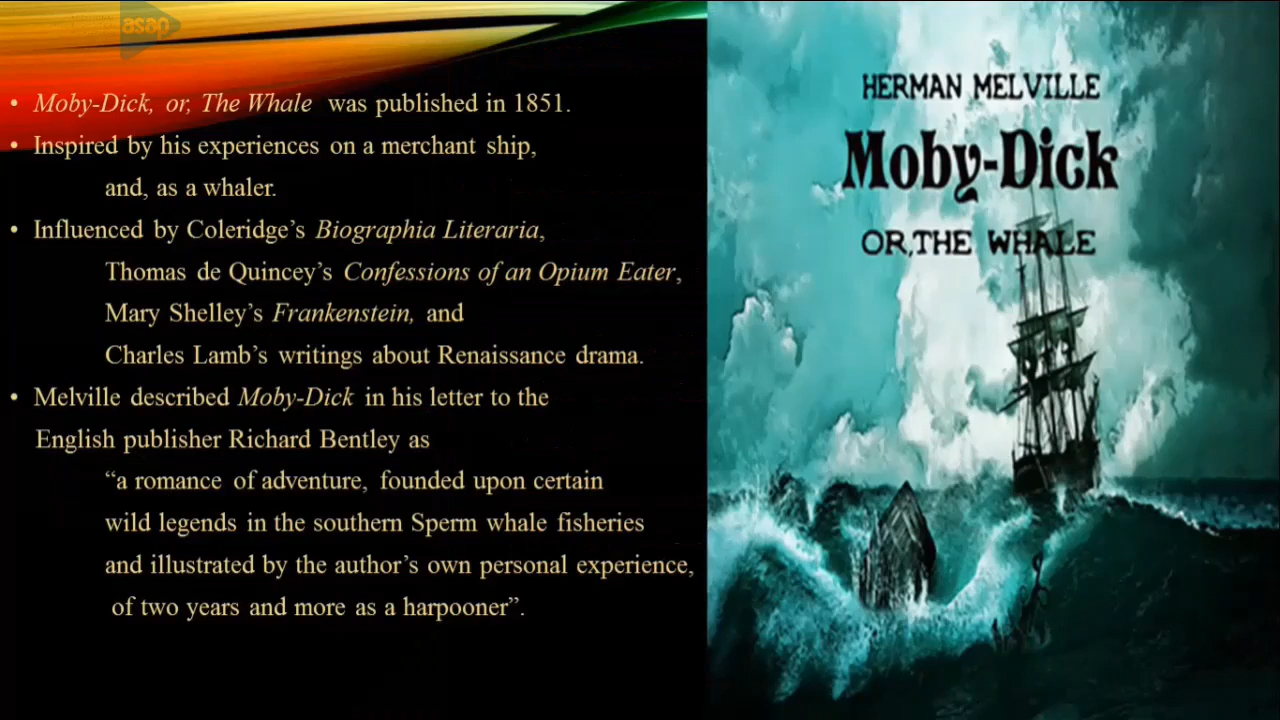 asap
• Moby-Dick, or, The Whale was published in 1851.
• Inspired by his experiences on a merchant ship,
and, as a whaler.
• Influenced by Coleridge’s Biographia Literaria,
Thomas de Quincey’s Confessions of an Opium Eater,
Mary Shelley’s Frankenstein, and
Charles Lamb’s writings about Renaissance drama.
• Melville described Moby-Dick in his letter to the
English publisher Richard Bentley as
“a romance of adventure, founded upon certain
wild legends in the southern Sperm whale fisheries
and illustrated by the author’s own personal experience,
of two years and more as a harpooner”.
HERMAN MELVILLE
Moby-Dick
OR,THE WHALE